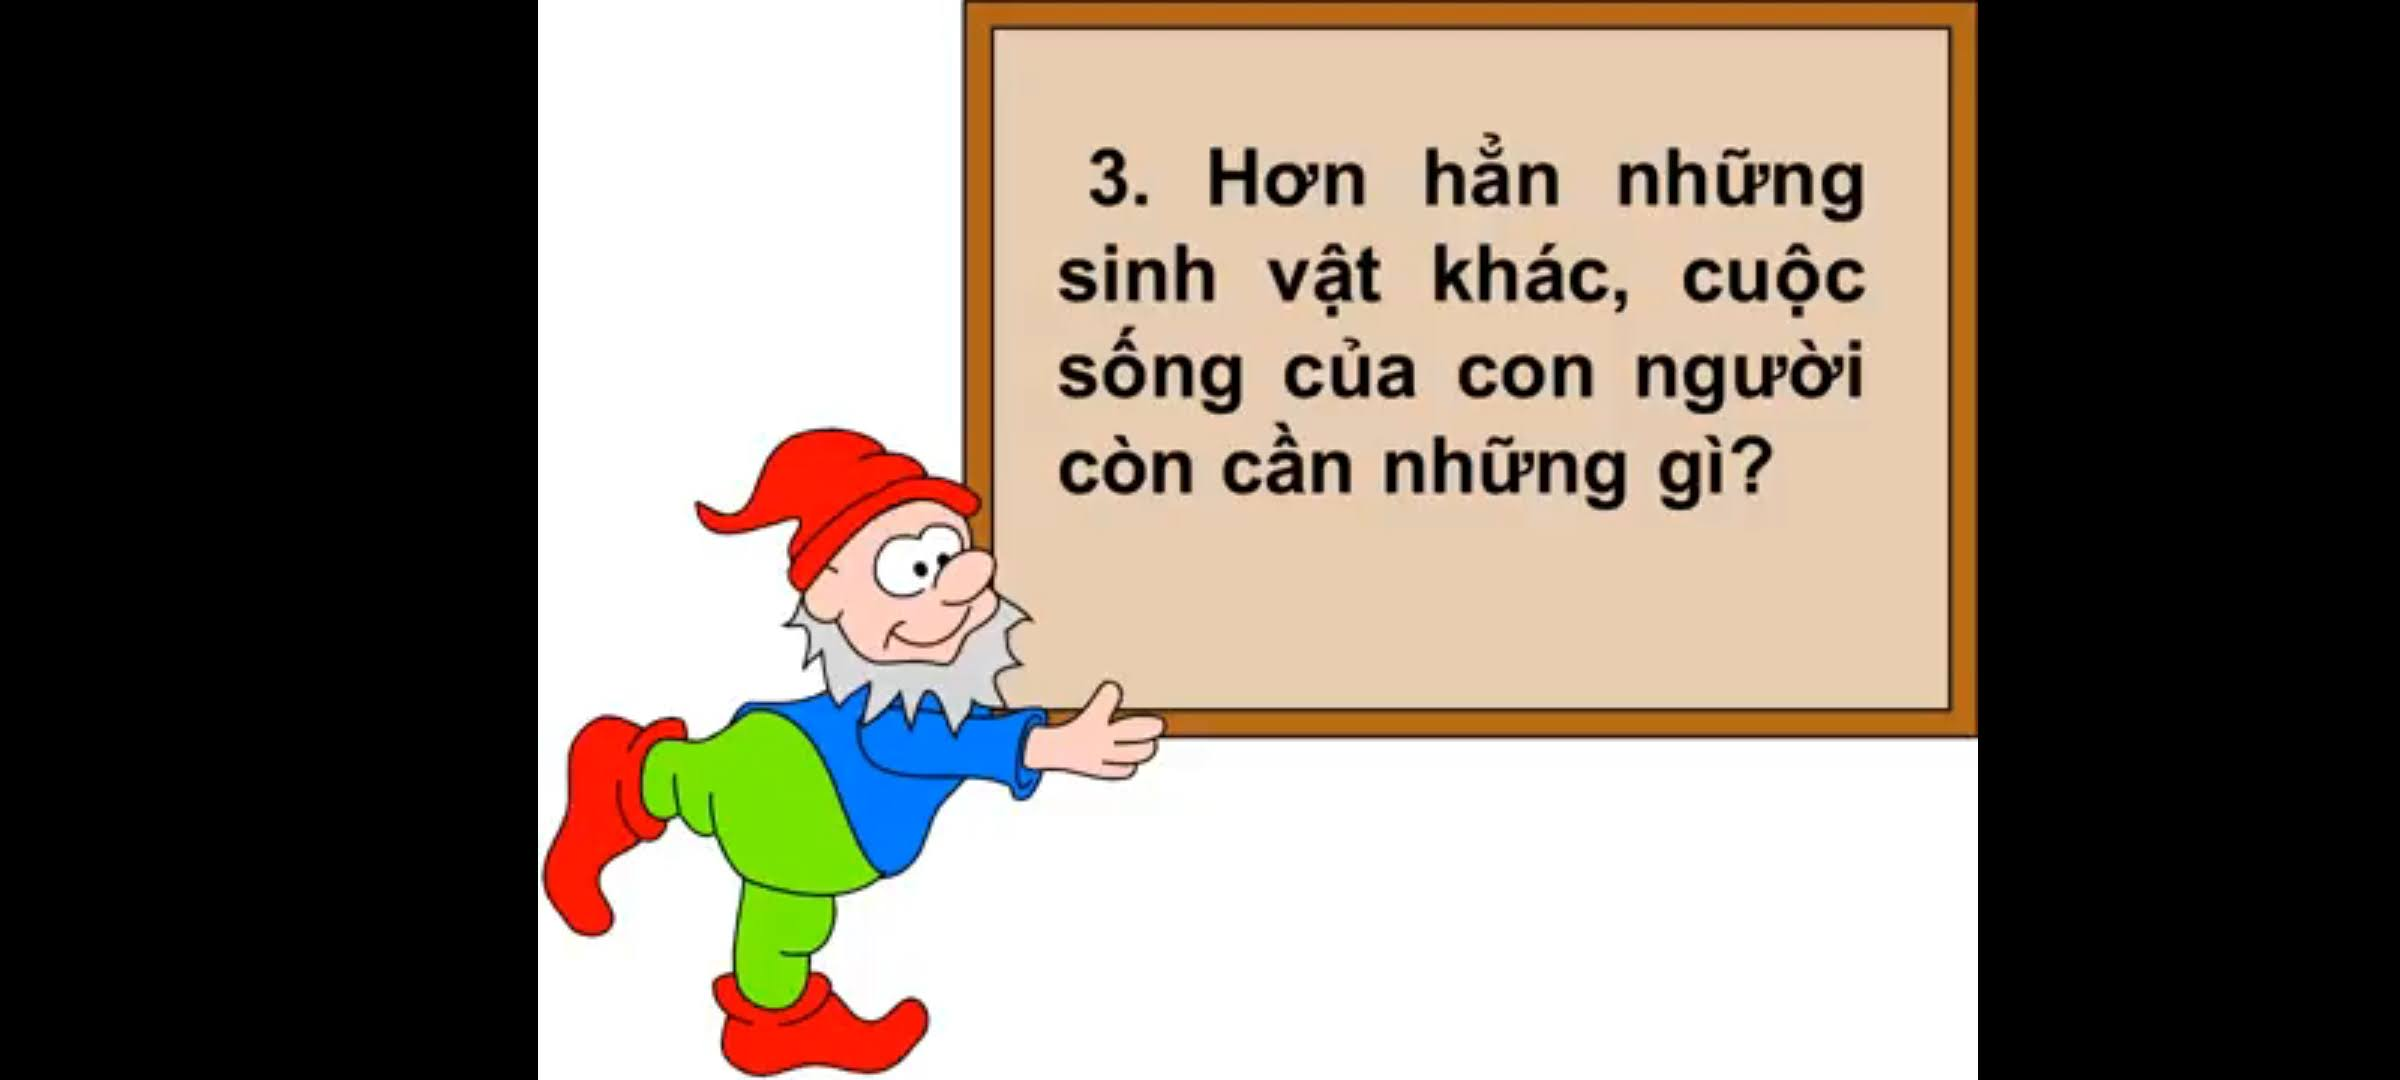 3. Hơn hẳn những
sinh vật khác, cuộc
sống của con người
còn cần những gì?